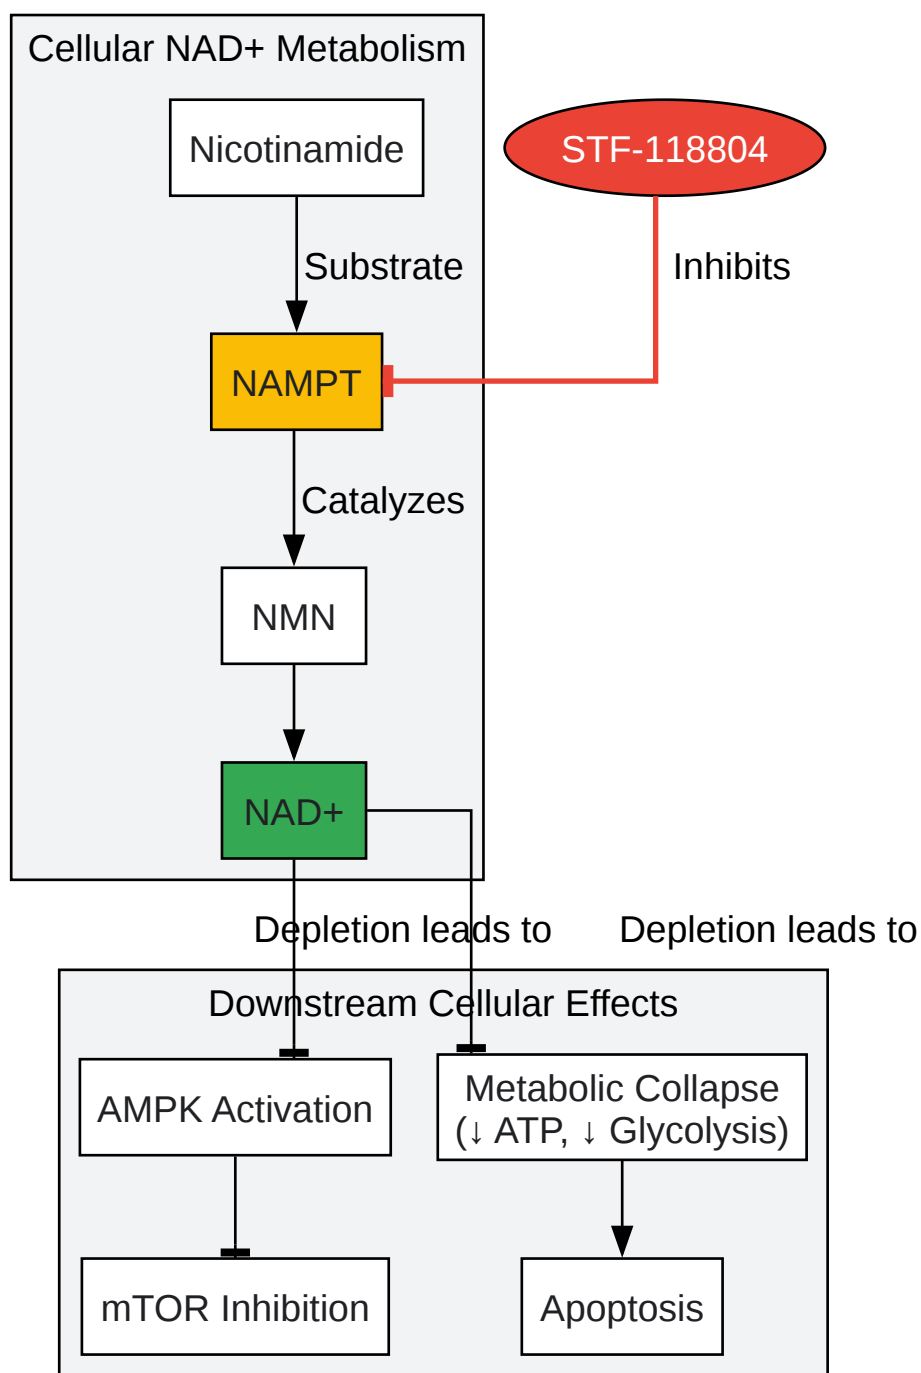 Cellular NAD+ Metabolism
Nicotinamide
STF-118804
Substrate
Inhibits
NAMPT
Catalyzes
NMN
NAD+
Depletion leads to
Depletion leads to
Downstream Cellular Effects
AMPK Activation
Metabolic Collapse
(↓ ATP, ↓ Glycolysis)
mTOR Inhibition
Apoptosis